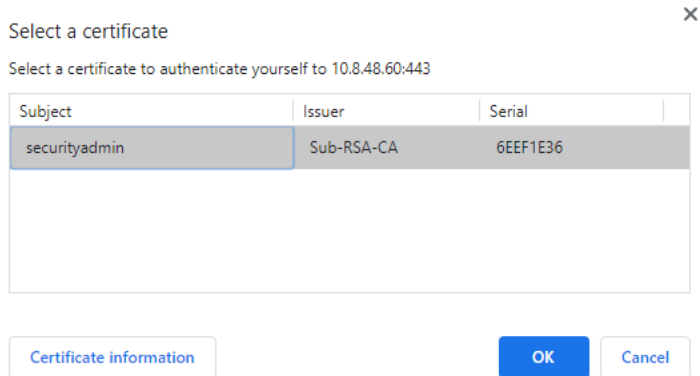 Select a certificate
Select a certificate to authenticate yourself to 10.8.48.60:443
Subject Issuer Serial
securityadmin Sub-RSA-CA 6EEF1E36
Certificate information OK Cancel